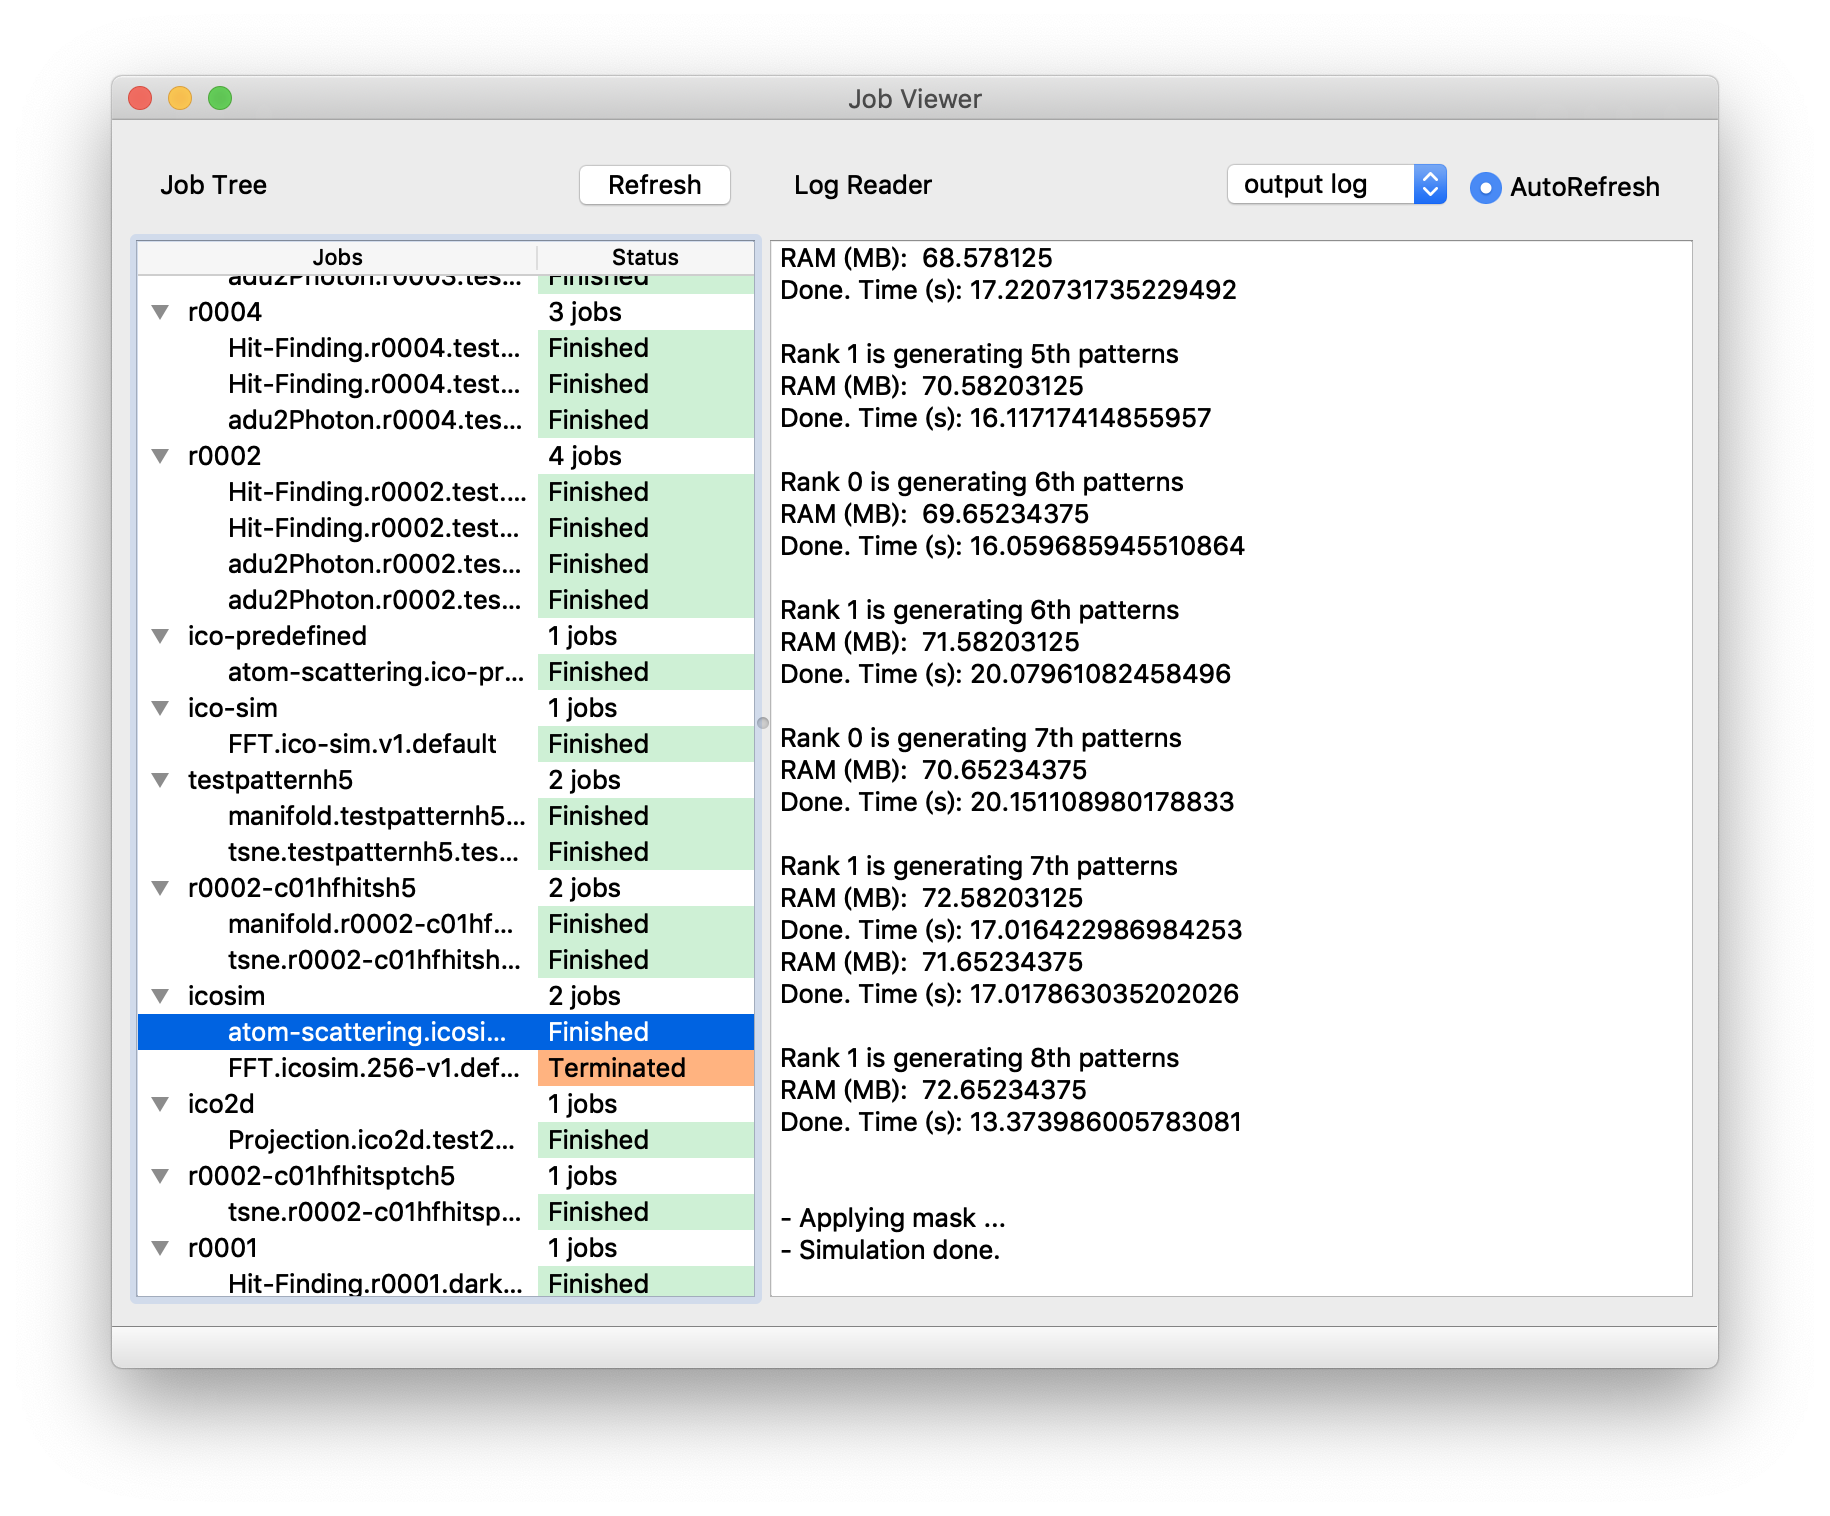 Job Viewer
Job Tree
Refresh
Log Reader
output log
AutoRefresh
Jobs Status
adu2Photon.r0003.tes... Finished
r0004 3 jobs
Hit-Finding.r0004.test... Finished
Hit-Finding.r0004.test... Finished
adu2Photon.r0004.tes... Finished
r0002 4 jobs
Hit-Finding.r0002.test.... Finished
Hit-Finding.r0002.test... Finished
adu2Photon.r0002.tes... Finished
adu2Photon.r0002.tes... Finished
ico-predefined 1 jobs
atom-scattering.ico-pr... Finished
ico-sim 1 jobs
FFT.ico-sim.v1.default Finished
testpatternh5 2 jobs
manifold.testpatternh5... Finished
tsne.testpatternh5.tes... Finished
r0002-c01hfhitsh5 2 jobs
manifold.r0002-c01hf... Finished
tsne.r0002-c01hfhitsh... Finished
icosim 2 jobs
atom-scattering.icosi... Finished
FFT.icosim.256-v1.def... Terminated
ico2d 1 jobs
Projection.ico2d.test2... Finished
r0002-c01hfhitsptch5 1 jobs
tsne.r0002-c01hfhitsp... Finished
r0001 1 jobs
Hit-Finding.r0001.dark... Finished
RAM (MB): 68.578125
Done. Time (s): 17.220731735229492
Rank 1 is generating 5th patterns
RAM (MB): 70.58203125
Done. Time (s): 16.11717414855957
Rank 0 is generating 6th patterns
RAM (MB): 69.65234375
Done. Time (s): 16.059685945510864
Rank 1 is generating 6th patterns
RAM (MB): 71.58203125
Done. Time (s): 20.07961082458496
Rank 0 is generating 7th patterns
RAM (MB): 70.65234375
Done. Time (s): 20.151108980178833
Rank 1 is generating 7th patterns
RAM (MB): 72.58203125
Done. Time (s): 17.016422986984253
RAM (MB): 71.65234375
Done. Time (s): 17.017863035202026
Rank 1 is generating 8th patterns
RAM (MB): 72.65234375
Done. Time (s): 13.373986005783081
- Applying mask ...
- Simulation done.